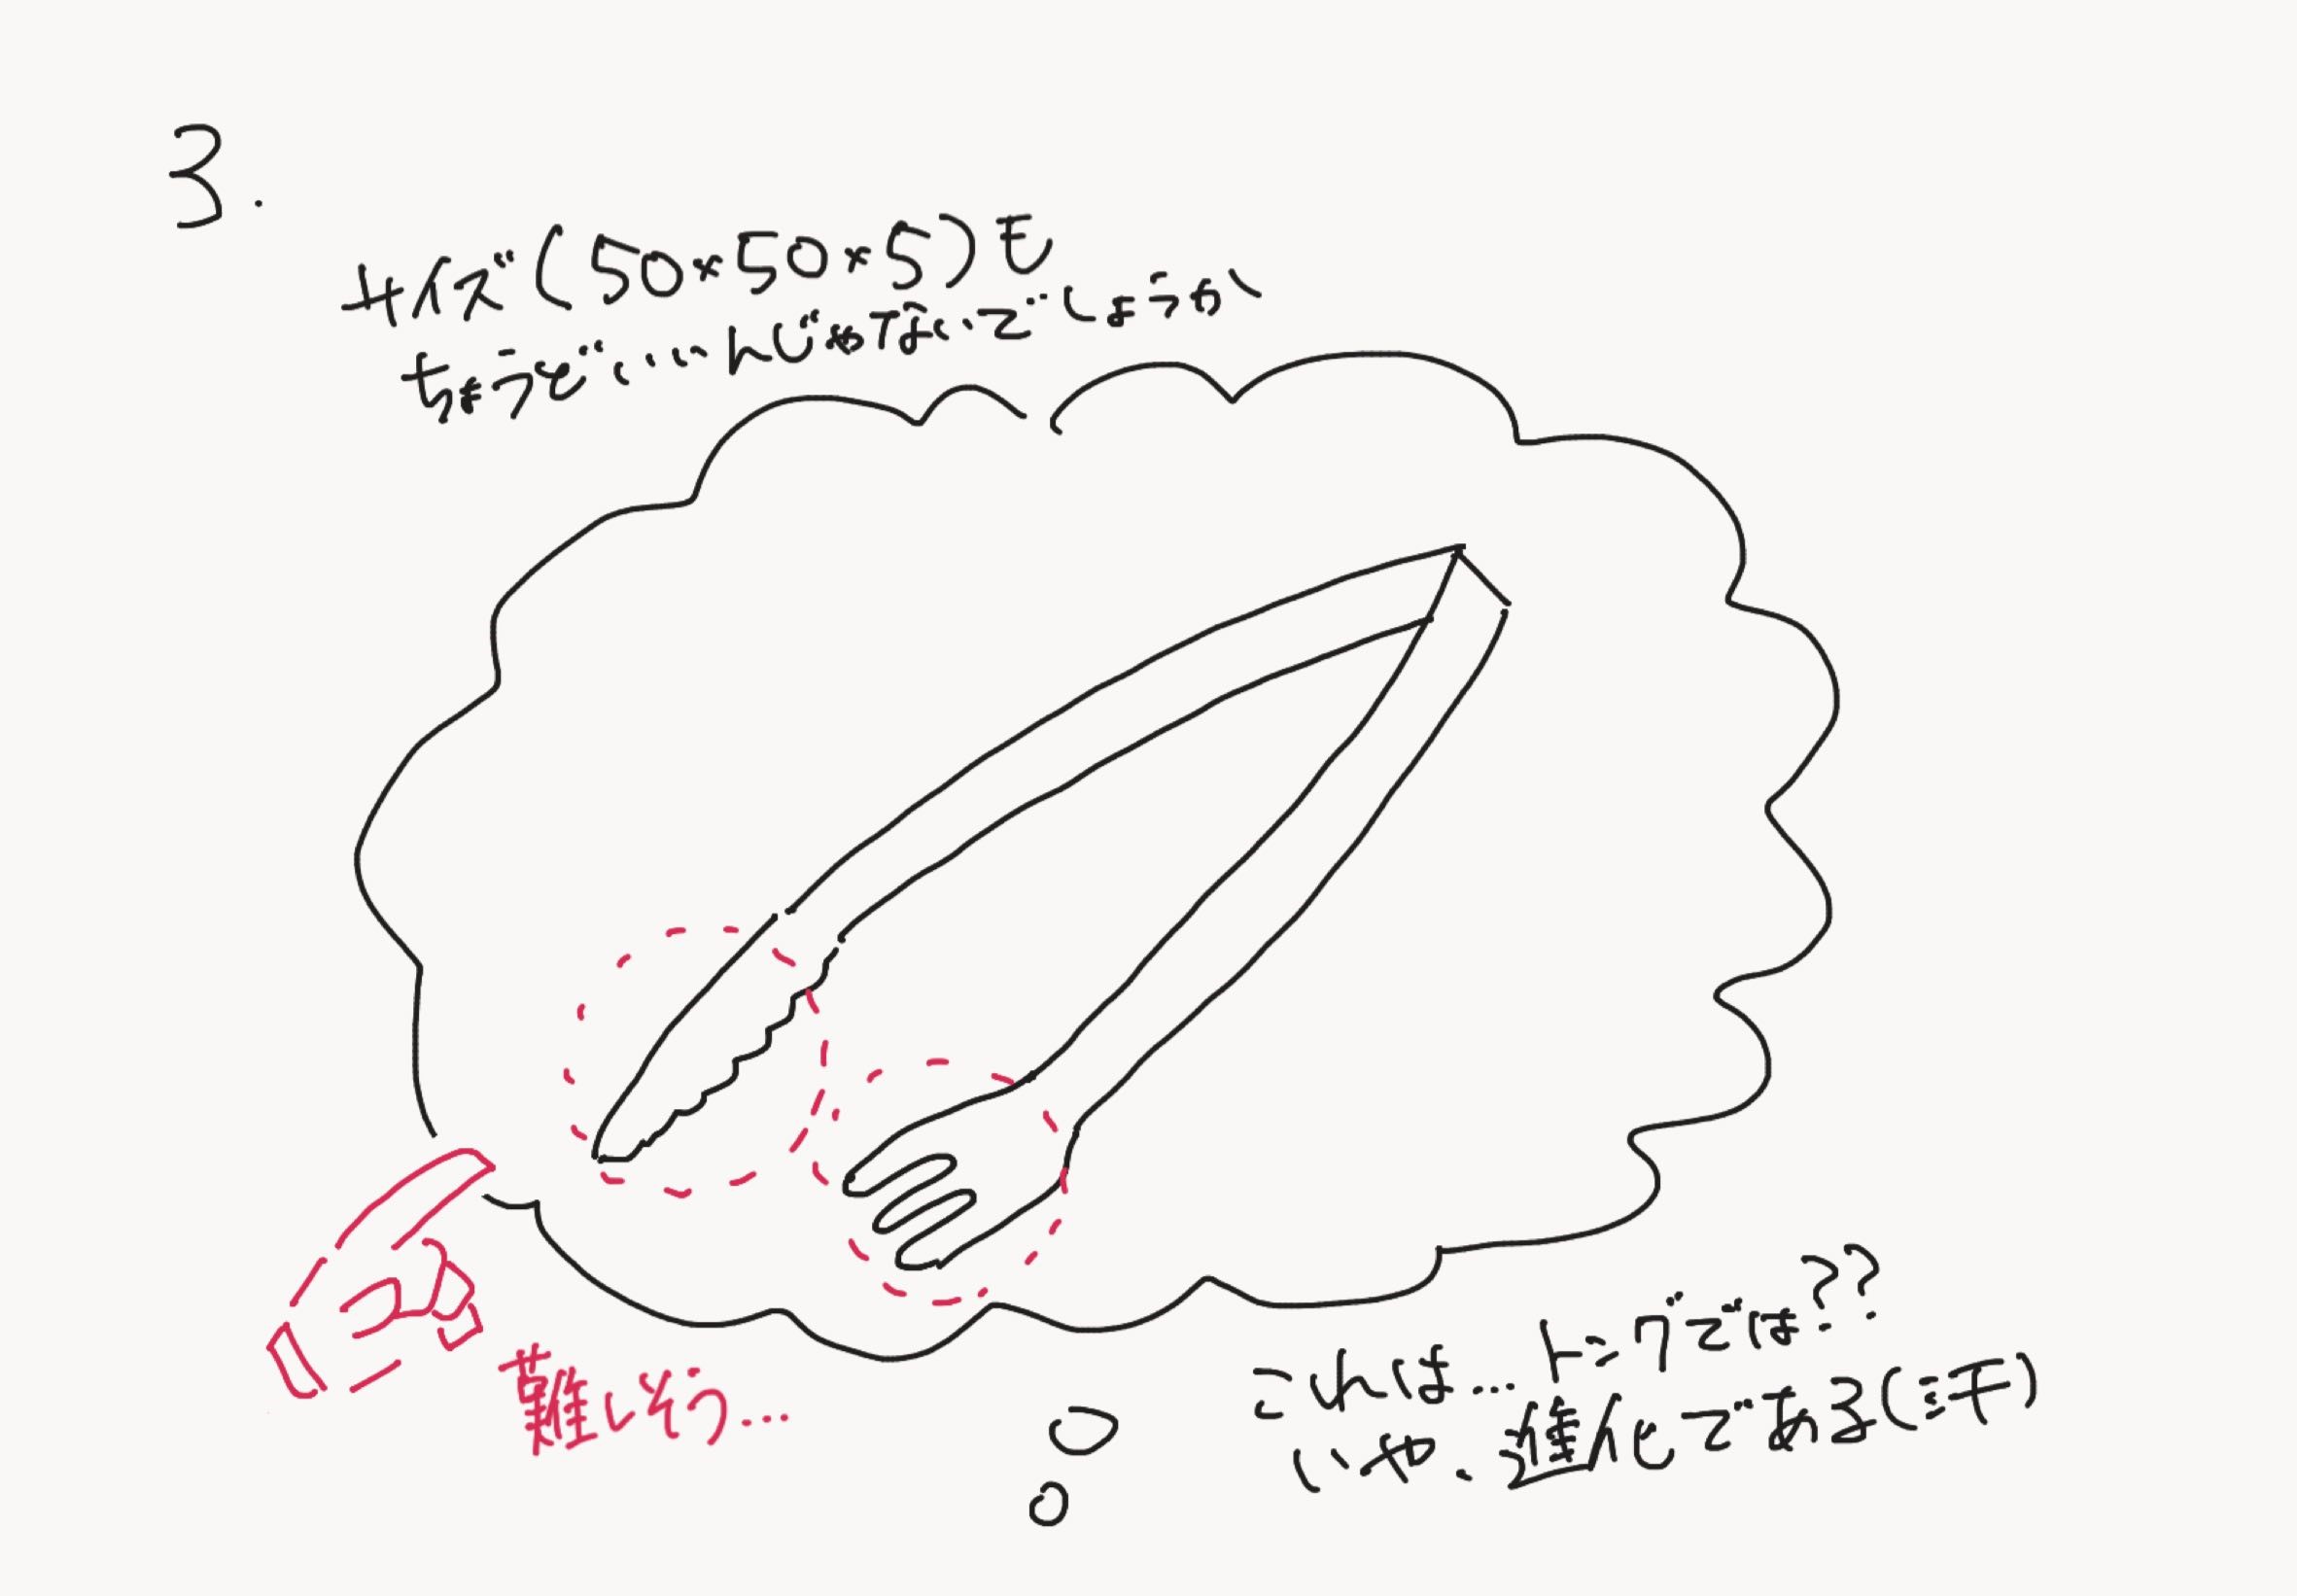 3.
サイズ(50×50×5)も
ちょうどいいんじゃないでしょうか
ココ
難しそう...
これは...トングでは??
いや、進化である(汗)